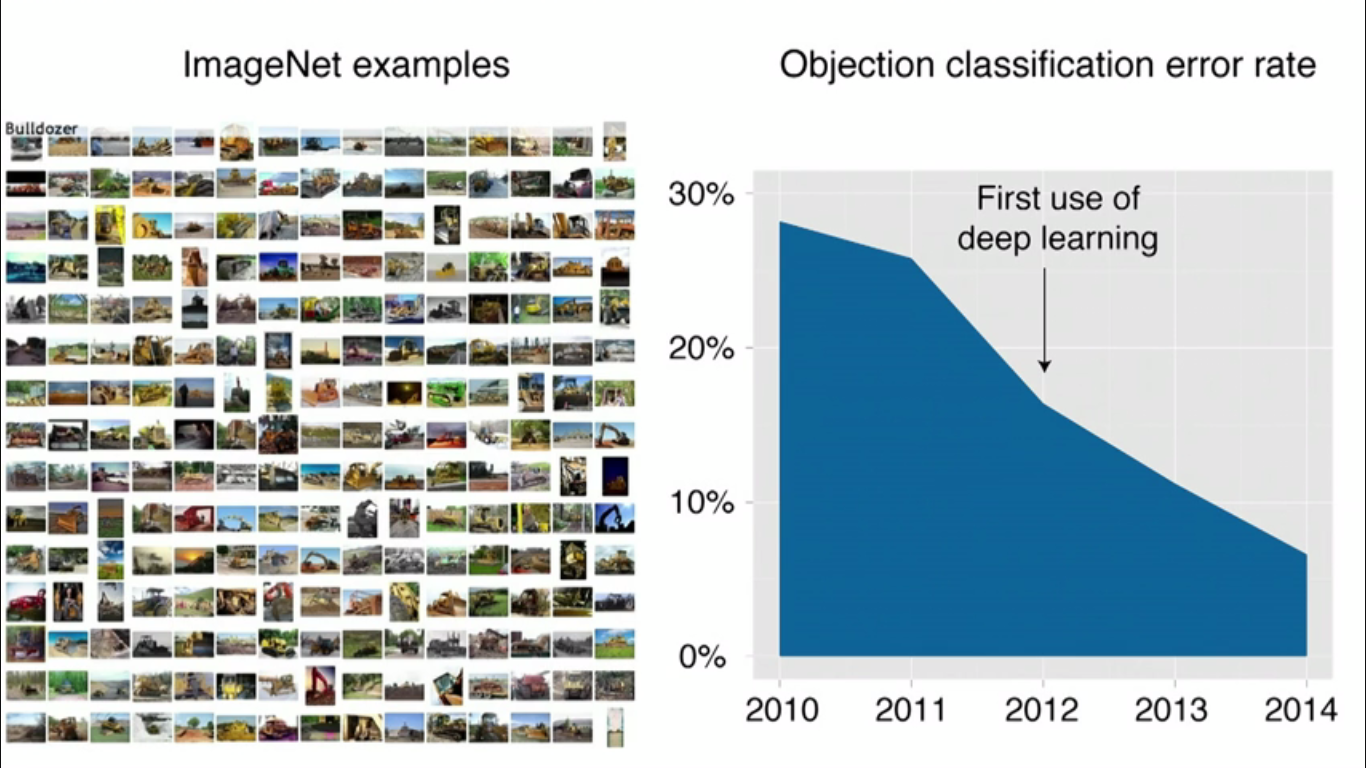 ImageNet examples
Objection classification error rate
Bulldozer
30%
First use of
deep learning
20%
10%
0%
2010 2011 2012 2013 2014